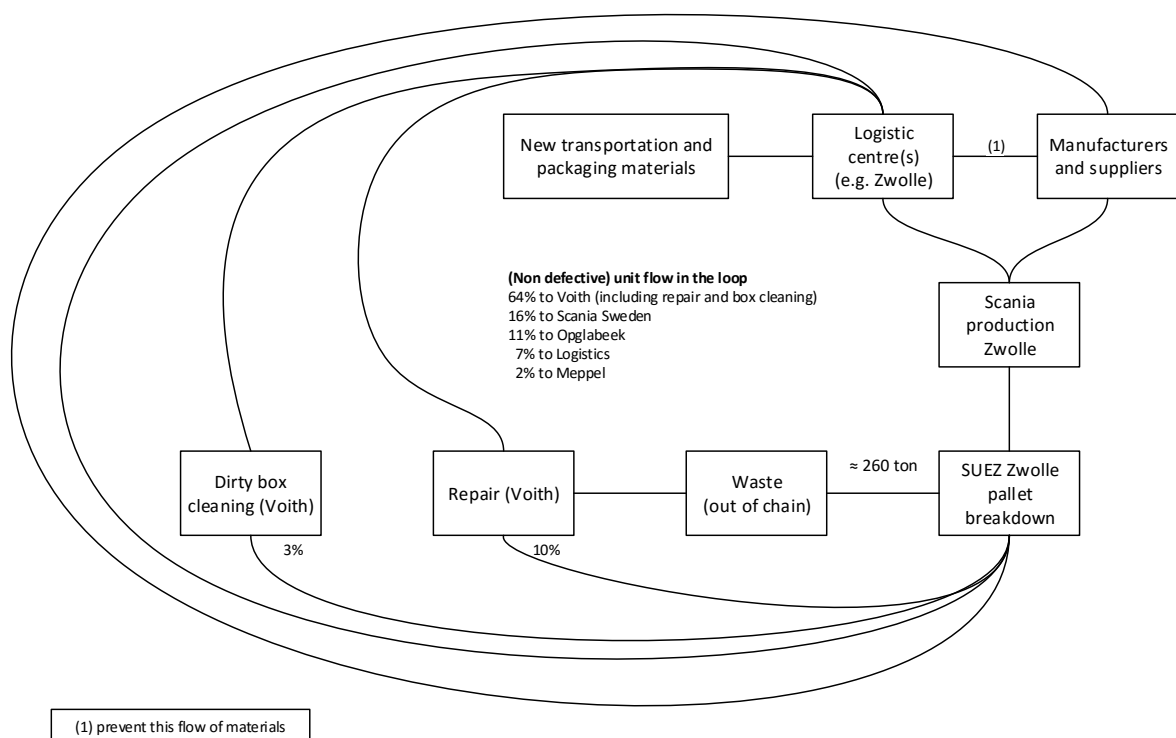 New transportation and
packaging materials
Logistic
centre(s)
(e.g. Zwolle)
(1)
Manufacturers
and suppliers
(Non defective) unit flow in the loop
64% to Voith (including repair and box cleaning)
16% to Scania Sweden
11% to Opglabeek
7% to Logistics
2% to Meppel
Scania
production
Zwolle
Dirty box
cleaning (Voith)
3%
Repair (Voith)
10%
Waste
(out of chain)
≈ 260 ton
SUEZ Zwolle
pallet
breakdown
(1) prevent this flow of materials